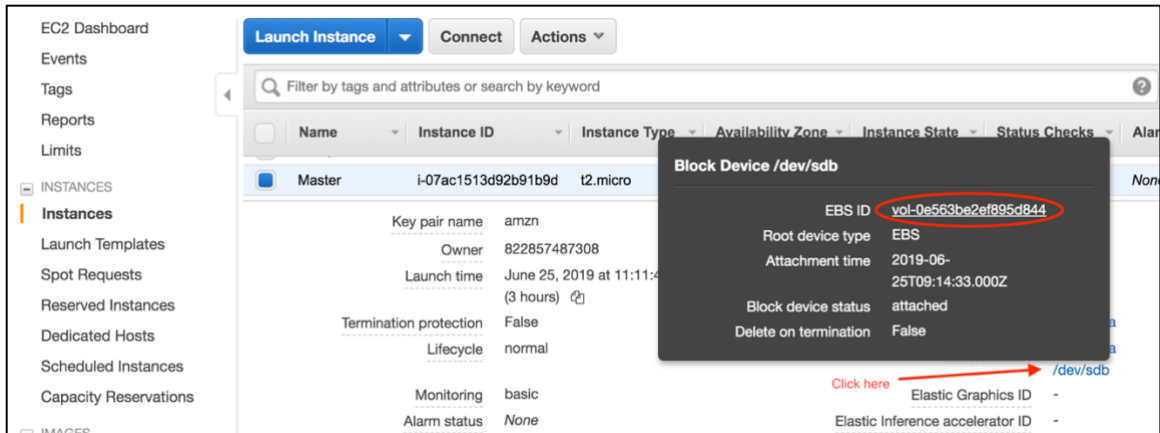 EC2 Dashboard
Events
Tags
Reports
Limits
INSTANCES
Instances
Launch Templates
Spot Requests
Reserved Instances
Dedicated Hosts
Scheduled Instances
Capacity Reservations
IMAGES
Launch Instance Connect Actions
Filter by tags and attributes or search by keyword
Name Instance ID Instance Type Availability Zone Instance State Status Checks Alar
Master i-07ac1513d92b91b9d t2.micro None
Key pair name amzn
Owner 822857487308
Launch time June 25, 2019 at 11:11:4
(3 hours)
Termination protection False
Lifecycle normal
Monitoring basic
Alarm status None
Block Device /dev/sdb
EBS ID vol-0e563be2ef895d844
Root device type EBS
Attachment time 2019-06-
25T09:14:33.000Z
Block device status attached
Delete on termination False
a
a
/dev/sdb
Click here
Elastic Graphics ID -
Elastic Inference accelerator ID -